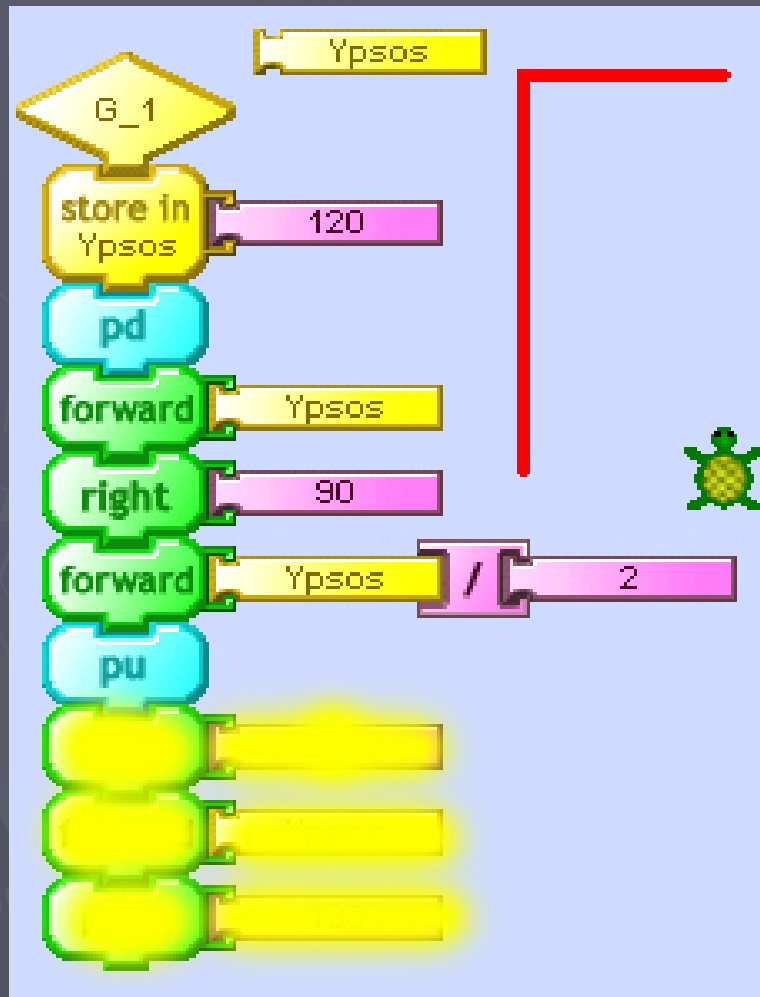 Ypsos
G_1
store in
Ypsos
120
pd
forward
Ypsos
right
90
forward
Ypsos
/
2
pu